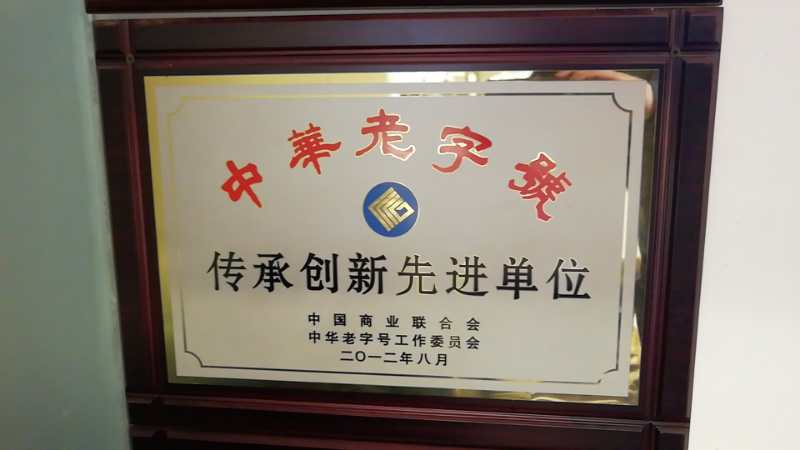 中華老字號
传承创新先进单位
中国商业联合会
中华老字号工作委员会
二〇一二年八月